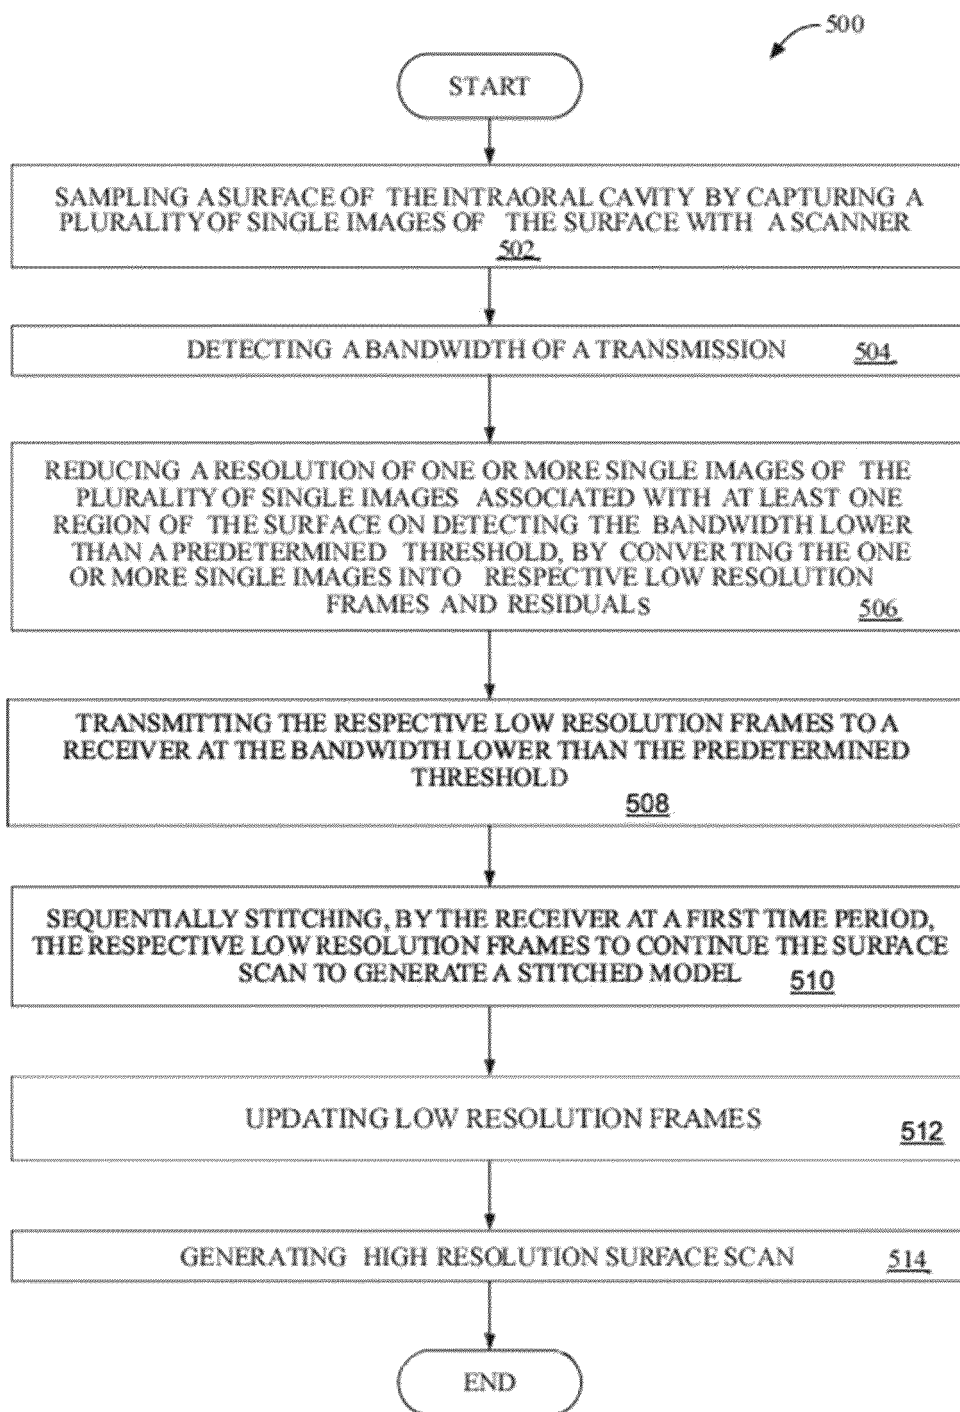 500
START
SAMPLING A SURFACE OF THE INTRAORAL CAVITY BY CAPTURING A
PLURALITY OF SINGLE IMAGES OF THE SURFACE WITH A SCANNER
502
DETECTING A BANDWIDTH OF A TRANSMISSION 504
REDUCING A RESOLUTION OF ONE OR MORE SINGLE IMAGES OF THE
PLURALITY OF SINGLE IMAGES ASSOCIATED WITH AT LEAST ONE
REGION OF THE SURFACE ON DETECTING THE BANDWIDTH LOWER
THAN A PREDETERMINED THRESHOLD, BY CONVERTING THE ONE
OR MORE SINGLE IMAGES INTO RESPECTIVE LOW RESOLUTION
FRAMES AND RESIDUALS 506
TRANSMITTING THE RESPECTIVE LOW RESOLUTION FRAMES TO A
RECEIVER AT THE BANDWIDTH LOWER THAN THE PREDETERMINED
THRESHOLD
508
SEQUENTIALLY STITCHING, BY THE RECEIVER AT A FIRST TIME PERIOD,
THE RESPECTIVE LOW RESOLUTION FRAMES TO CONTINUE THE SURFACE
SCAN TO GENERATE A STITCHED MODEL 510
UPDATING LOW RESOLUTION FRAMES
512
GENERATING HIGH RESOLUTION SURFACE SCAN 514
END